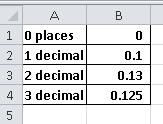 A B
1 0 places 0
2 1 decimal 0.1
3 2 decimal 0.13
4 3 decimal 0.125
5